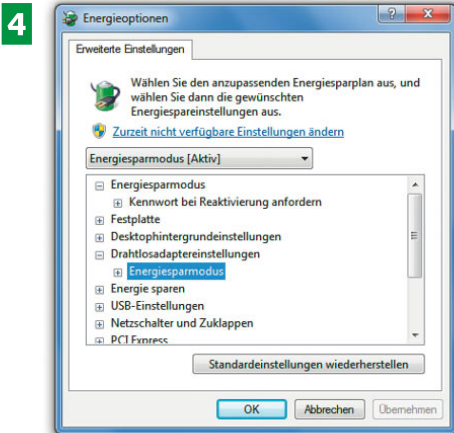 4
Energieoptionen
Erweiterte Einstellungen
Wählen Sie den anzupassenden Energiesparplan aus, und
wählen Sie dann die gewünschten
Energiespareinstellungen aus.
Zurzeit nicht verfügbare Einstellungen ändern
Energiesparmodus [Aktiv]
Energiesparmodus
Kennwort bei Reaktivierung anfordern
Festplatte
Desktophintergrundeinstellungen
Drahtlosadaptereinstellungen
Energiesparmodus
Energie sparen
USB-Einstellungen
Netzschalter und Zuklappen
PCI Express
Standardeinstellungen wiederherstellen
OK Abbrechen Übernehmen